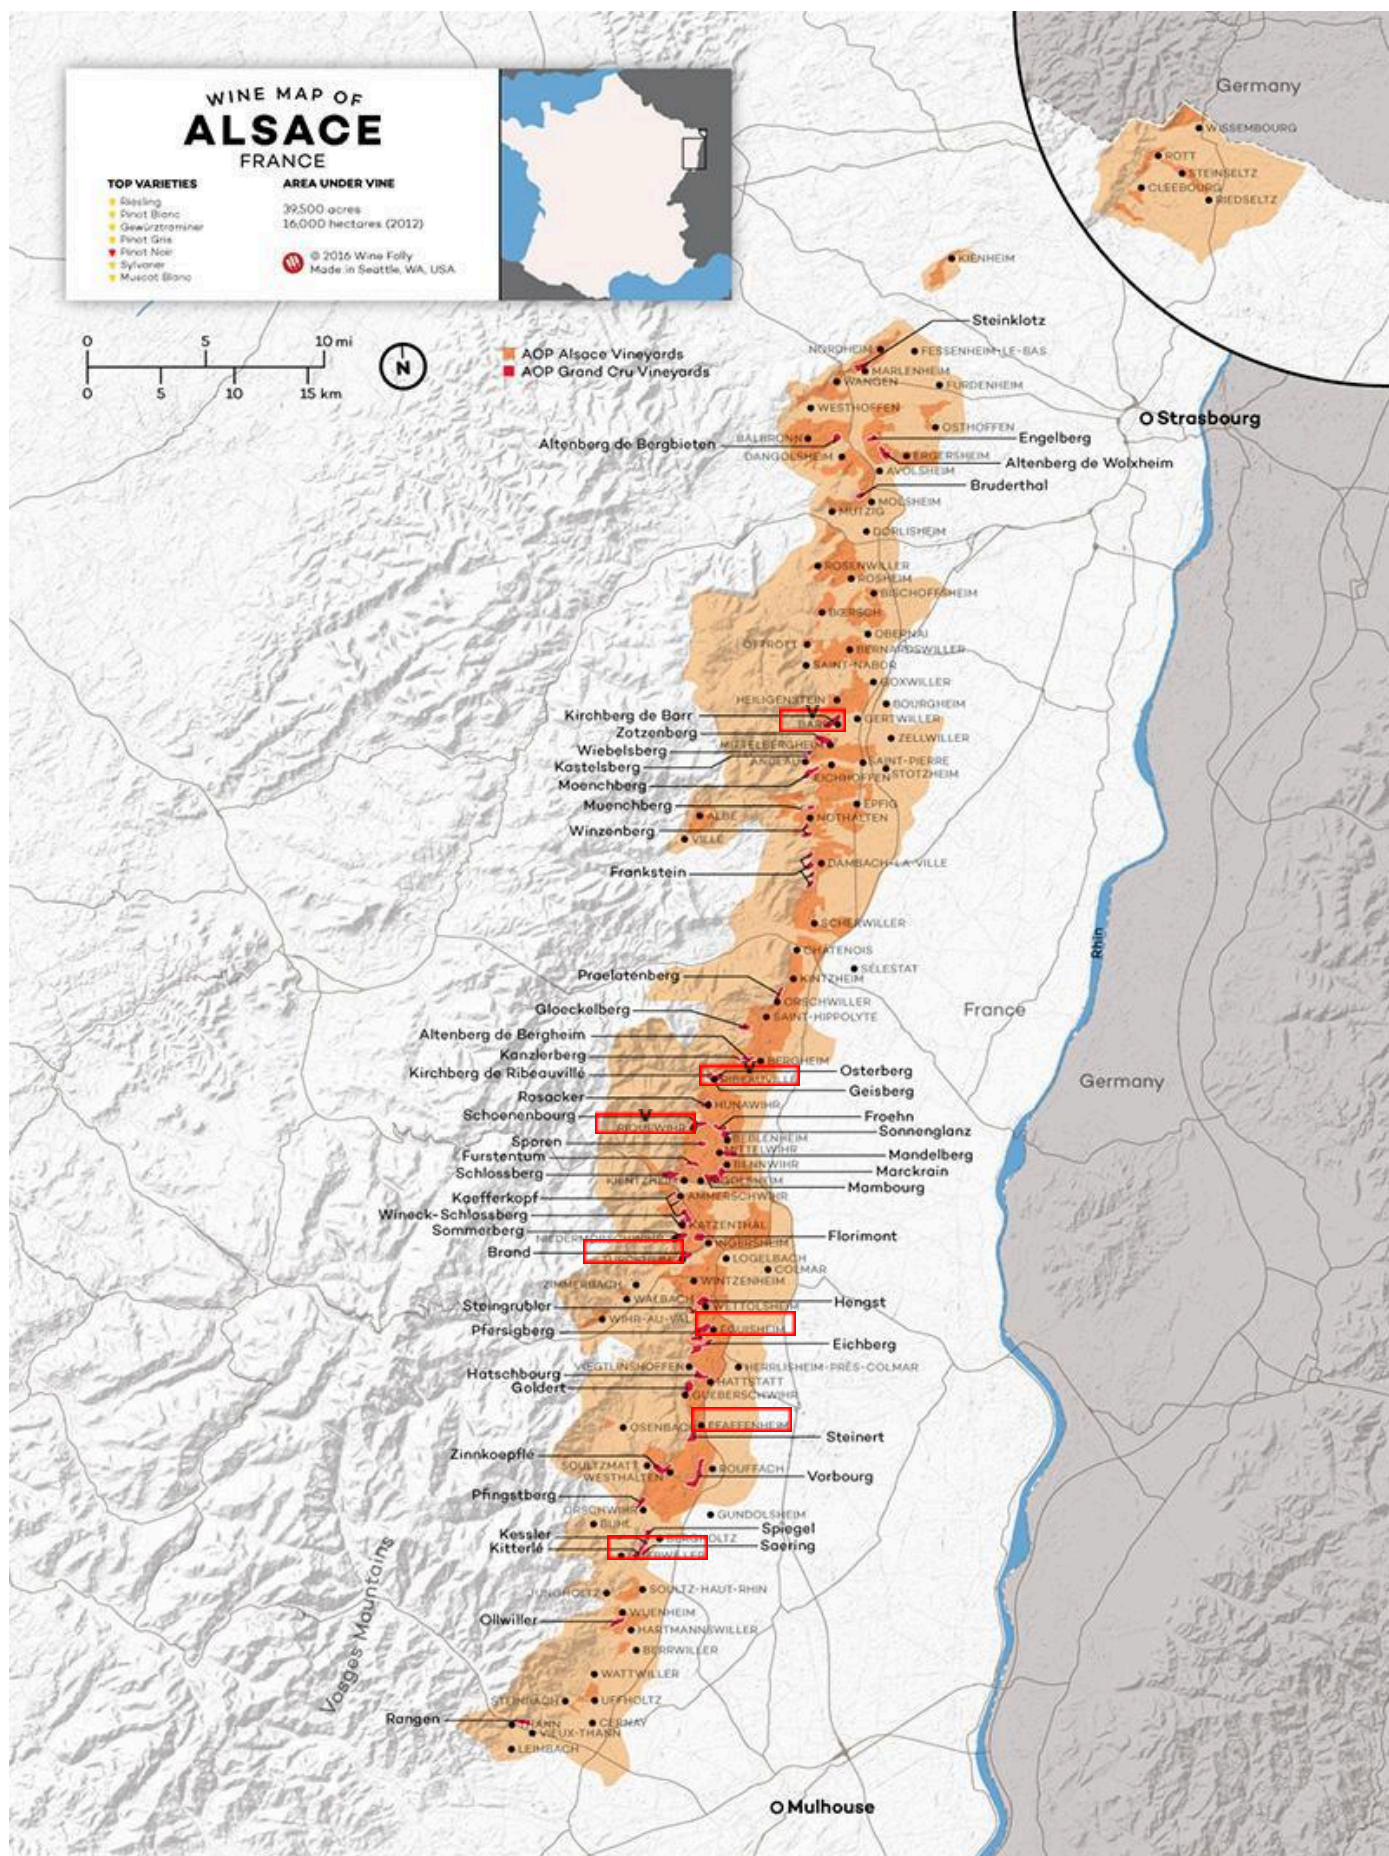 WINE MAP OF
ALSACE
FRANCE
TOP VARIETIES
Riesling
Pinot Blanc
Gewürztraminer
Pinot Gris
Pinot Noir
Sylvaner
Muscat Blanc
AREA UNDER VINE
39,500 acres
16,000 hectares (2012)
© 2016 Wine Folly
Made in Seattle, WA, USA
0 5 10 mi
0 5 10 15 km
N
AOP Alsace Vineyards
AOP Grand Cru Vineyards
Germany
WISSEMBOURG
ROTT
STEINSELTZ
CLEEBOURG
RIEDSELTZ
KIENHEIM
Steinklotz
NORDHEIM
FESSENHEIM-LE-BAS
MARLENHEIM
WANGEN
FURDENHEIM
WESTHOFFEN
Strasbourg
OSTHOFFEN
Altenberg de Bergbieten
BALBRONN
Engelberg
DANGOLSHEIM
ERGERSHEIM
Altenberg de Wolxheim
AVOLSHEIM
Bruderthal
MOLSHEIM
MUTZIG
DORLISHEIM
ROSENWILLER
ROSHEIM
BISCHOFFSHEIM
BŒRSCH
OBERNAI
OTTROTT
BERNARDSWILLER
SAINT-NABOR
GOXWILLER
HEILIGENSTEIN
BOURGHEIM
Kirchberg de Barr
V
BARR
GERTWILLER
Zotzenberg
ZELLWILLER
MITTELBERGHEIM
Wiebelsberg
ANDLAU
SAINT-PIERRE
Kastelsberg
EICHHOFFEN
STOTZHEIM
Moenchberg
Muenchberg
EPFIG
ALBÉ
NOTHALTEN
Winzenberg
VILLÉ
DAMBACH-LA-VILLE
Frankstein
SCHERWILLER
Rhin
CHÂTENOIS
SÉLESTAT
Praelatenberg
KINTZHEIM
ORSCHWILLER
Gloeckelberg
SAINT-HIPPOLYTE
France
Altenberg de Bergheim
Kanzlerberg
BERGHEIM
V
Kirchberg de Ribeauvillé
RIBEAUVILLÉ
Osterberg
Germany
Geisberg
Rosacker
HUNAWIHR
Schoenenbourg
V
Froehn
RIQUEWIHR
Sonnenglanz
Sporen
BEBLENHEIM
MITTELWIHR
Mandelberg
Furstentum
BENNWIHR
Marckrain
Schlossberg
KIENTZHEIM
SIGOLSHEIM
Mambourg
Kaefferkopf
AMMERSCHWIHR
Wineck-Schlossberg
KATZENTHAL
Sommerberg
NIEDERMORSCHWIHR
Florimont
INGERSHEIM
Brand
TURCKHEIM
LOGELBACH
COLMAR
ZIMMERBACH
WINTZENHEIM
WALBACH
Hengst
Steingrubler
WETTOLSHEIM
WIHR-AU-VAL
Pfersigberg
EGUISHEIM
Eichberg
VŒGTLINSHOFFEN
HERRLISHEIM-PRÈS-COLMAR
Hatschbourg
HATTSTATT
Goldert
GUEBERSCHWIHR
OSENBACH
PFAFFENHEIM
Steinert
Zinnkoepflé
SOULTZMATT
ROUFFACH
WESTHALTEN
Vorbourg
Pfingstberg
ORSCHWIHR
GUNDOLSHEIM
BUHL
Spiegel
Kessler
BERGHOLTZ
Saering
Kitterlé
Vosges Mountains
JUNGHOLTZ
SOULTZ-HAUT-RHIN
WUENHEIM
Ollwiller
HARTMANNSWILLER
BERRWILLER
WATTWILLER
STEINBACH
UFFHOLTZ
Rangen
THANN
CERNAY
VIEUX-THANN
LEIMBACH
Mulhouse